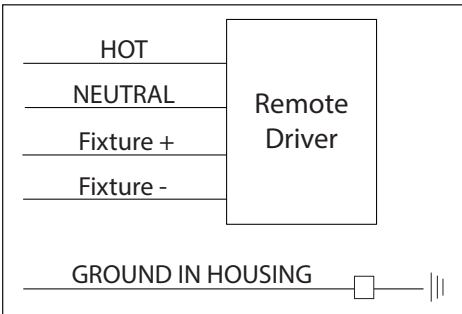 HOT
NEUTRAL
Fixture +
Fixture -
Remote
Driver
GROUND IN HOUSING